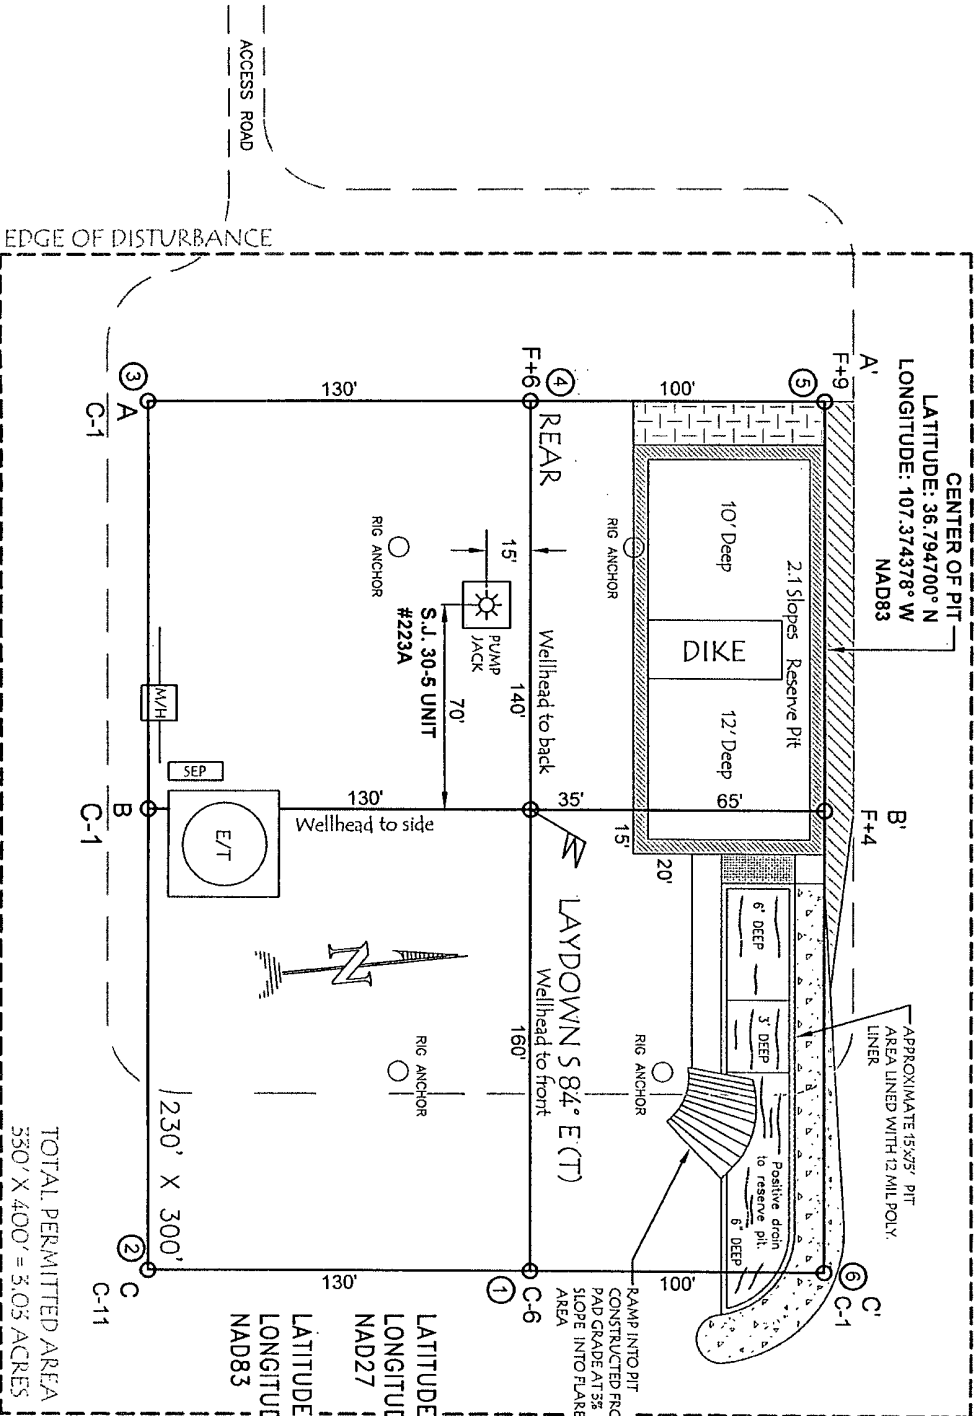 ACCESS ROAD
EDGE OF DISTURBANCE
CENTER OF PIT
LATITUDE: 36.794700° N
LONGITUDE: 107.374378° W
NAD83
A'
F+9
5
100'
F+6
4
REAR
130'
3
A
C-1
RIG ANCHOR
RIG ANCHOR
10' Deep
2.1 Slopes Reserve Pit
DIKE
12' Deep
15'
PUMP
JACK
S.J. 30-5 UNIT
#223A
70'
140'
Wellhead to back
M/H
SEP
E/T
B'
F+4
65'
35'
15'
20'
130'
Wellhead to side
B
C-1
LAYDOWN S 84° E (T)
N
160'
Wellhead to front
RIG ANCHOR
RIG ANCHOR
6' DEEP
3' DEEP
Positive drain
to reserve pit.
6" DEEP
APPROXIMATE 15'x75' PIT
AREA LINED WITH 12 MIL POLY.
LINER
RAMP INTO PIT
CONSTRUCTED FRO
PAD GRADE AT 3%
SLOPE INTO FLARE
AREA
6
C'
C-1
100'
1
C-6
130'
2
C
C-11
230' X 300'
LATITUDE
LONGITUD
NAD27
LATITUDE
LONGITUD
NAD83
TOTAL PERMITTED AREA
330' X 400' = 3.03 ACRES